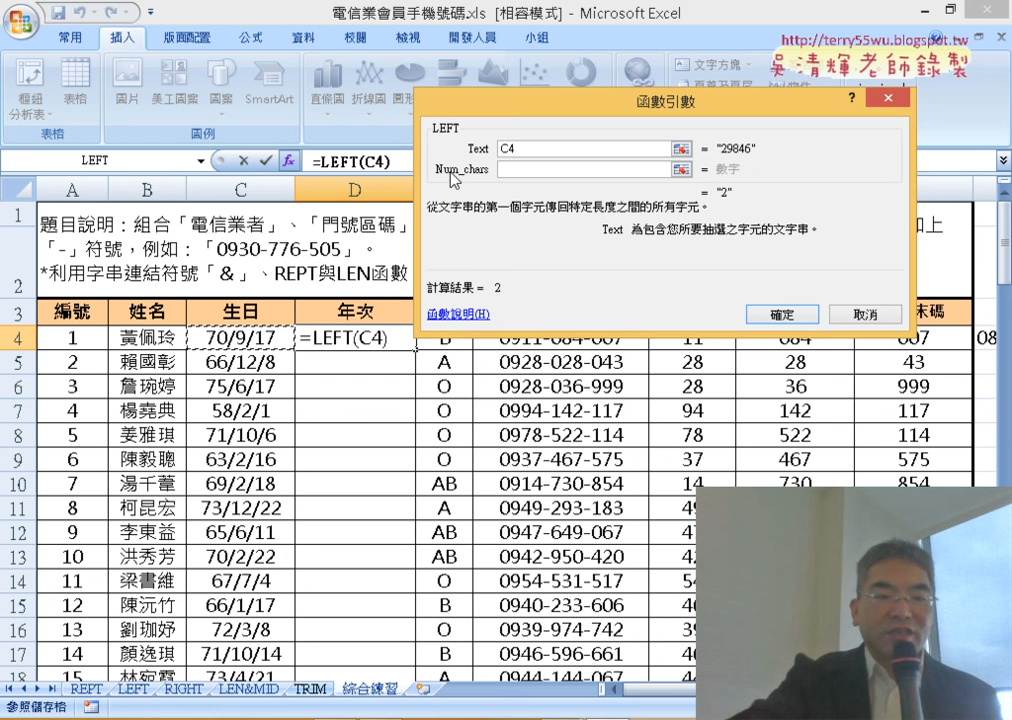 電信業會員手機號碼.xls [相容模式] - Microsoft Excel
常用 插入 版面配置 公式 資料 校閱 檢視 開發人員 小組
http://terry55wu.blogspot.tw
吳清輝老師錄製
樞紐分析表 表格 圖片 美工圖案 圖案 SmartArt 直條圖 折線圖 圓形 文字方塊
表格 圖例
函數引數
LEFT
Text C4 = "29846"
Num_chars = 數字
= "2"
從文字串的第一個字元傳回特定長度之間的所有字元。
Text 為包含您所要抽選之字元的文字串。
計算結果 = 2
函數說明(H) 確定 取消
LEFT =LEFT(C4)
A B C D
1 題目說明：組合「電信業者」、「門號區碼」
「-」符號，例如：「0930-776-505」。
2 *利用字串連結符號「&」、REPT與LEN函數
3 編號 姓名 生日 年次 末碼
4 1 黃佩玲 70/9/17 =LEFT(C4) B 0911-084-667 11 084 667 08
5 2 賴國彰 66/12/8 A 0928-028-043 28 28 43
6 3 詹琬婷 75/6/17 O 0928-036-999 28 36 999
7 4 楊堯典 58/2/1 O 0994-142-117 94 142 117
8 5 姜雅琪 71/10/6 O 0978-522-114 78 522 114
9 6 陳毅聰 63/2/16 O 0937-467-575 37 467 575
10 7 湯千葦 69/2/18 AB 0914-730-854 14 730 854
11 8 柯昆宏 73/12/22 A 0949-293-183
12 9 李東益 65/6/11 AB 0947-649-067
13 10 洪秀芳 70/2/22 AB 0942-950-420
14 11 梁書維 67/7/4 O 0954-531-517
15 12 陳沅竹 66/1/17 B 0940-233-606
16 13 劉珈妤 72/3/8 O 0939-974-742
17 14 顏逸琪 71/10/14 B 0946-596-661
18 15 林宛霈 73/4/21 A 0944-144-067
REPT LEFT RIGHT LEN&MID TRIM 綜合練習
參照儲存格